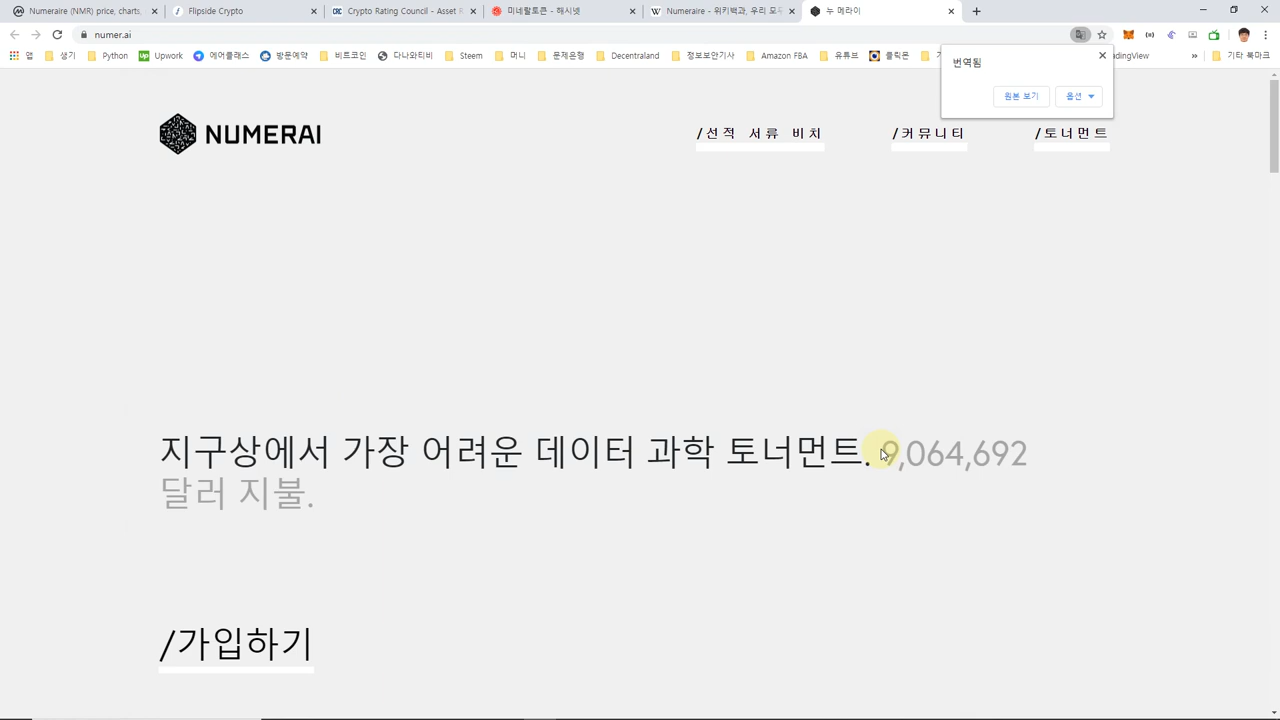 Numeraire (NMR) price, charts,
Flipside Crypto
Crypto Rating Council - Asset R
미네랄토큰 - 해시넷
Numeraire - 위키백과, 우리 모두
누 메라이
numer.ai
앱 생기 Python Upwork 에어클래스 방문예약 비트코인 다나와티비 Steem 머니 문제은행 Decentraland 정보보안기사 Amazon FBA 유튜브 클릭몬 adingView » 기타 북마크
번역됨
원본 보기 옵션
NUMERAI
/선적 서류 비치 /커뮤니티 /토너먼트
지구상에서 가장 어려운 데이터 과학 토너먼트. 9,064,692
달러 지불.
/가입하기